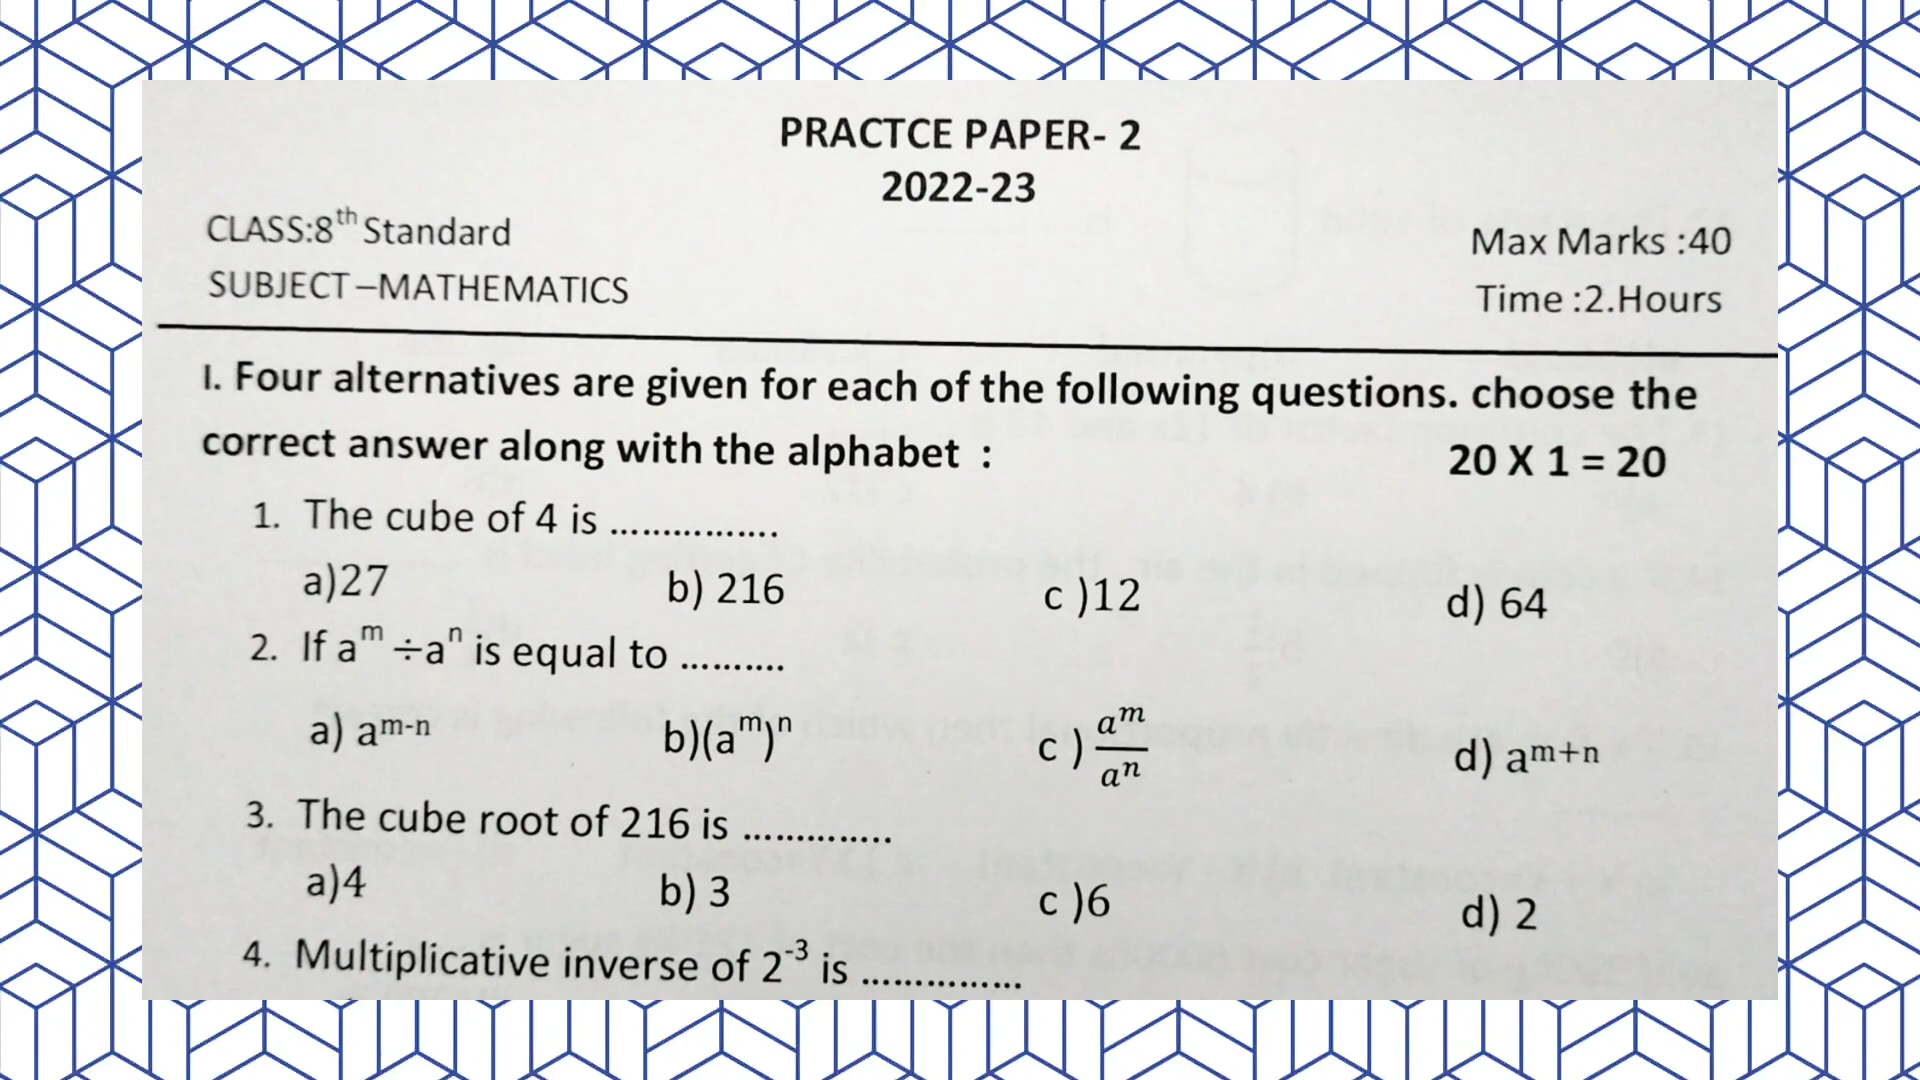 PRACTCE PAPER- 2
2022-23
CLASS:8th Standard
Max Marks :40
SUBJECT–MATHEMATICS
Time :2.Hours
I. Four alternatives are given for each of the following questions. choose the
correct answer along with the alphabet : 20 X 1 = 20
1. The cube of 4 is ................
a)27 b) 216 c )12 d) 64
2. If aᵐ ÷aⁿ is equal to ..........
a) aᵐ⁻ⁿ b)(aᵐ)ⁿ c ) aᵐ/aⁿ d) aᵐ⁺ⁿ
3. The cube root of 216 is ..............
a)4 b) 3 c )6 d) 2
4. Multiplicative inverse of 2⁻³ is ...............